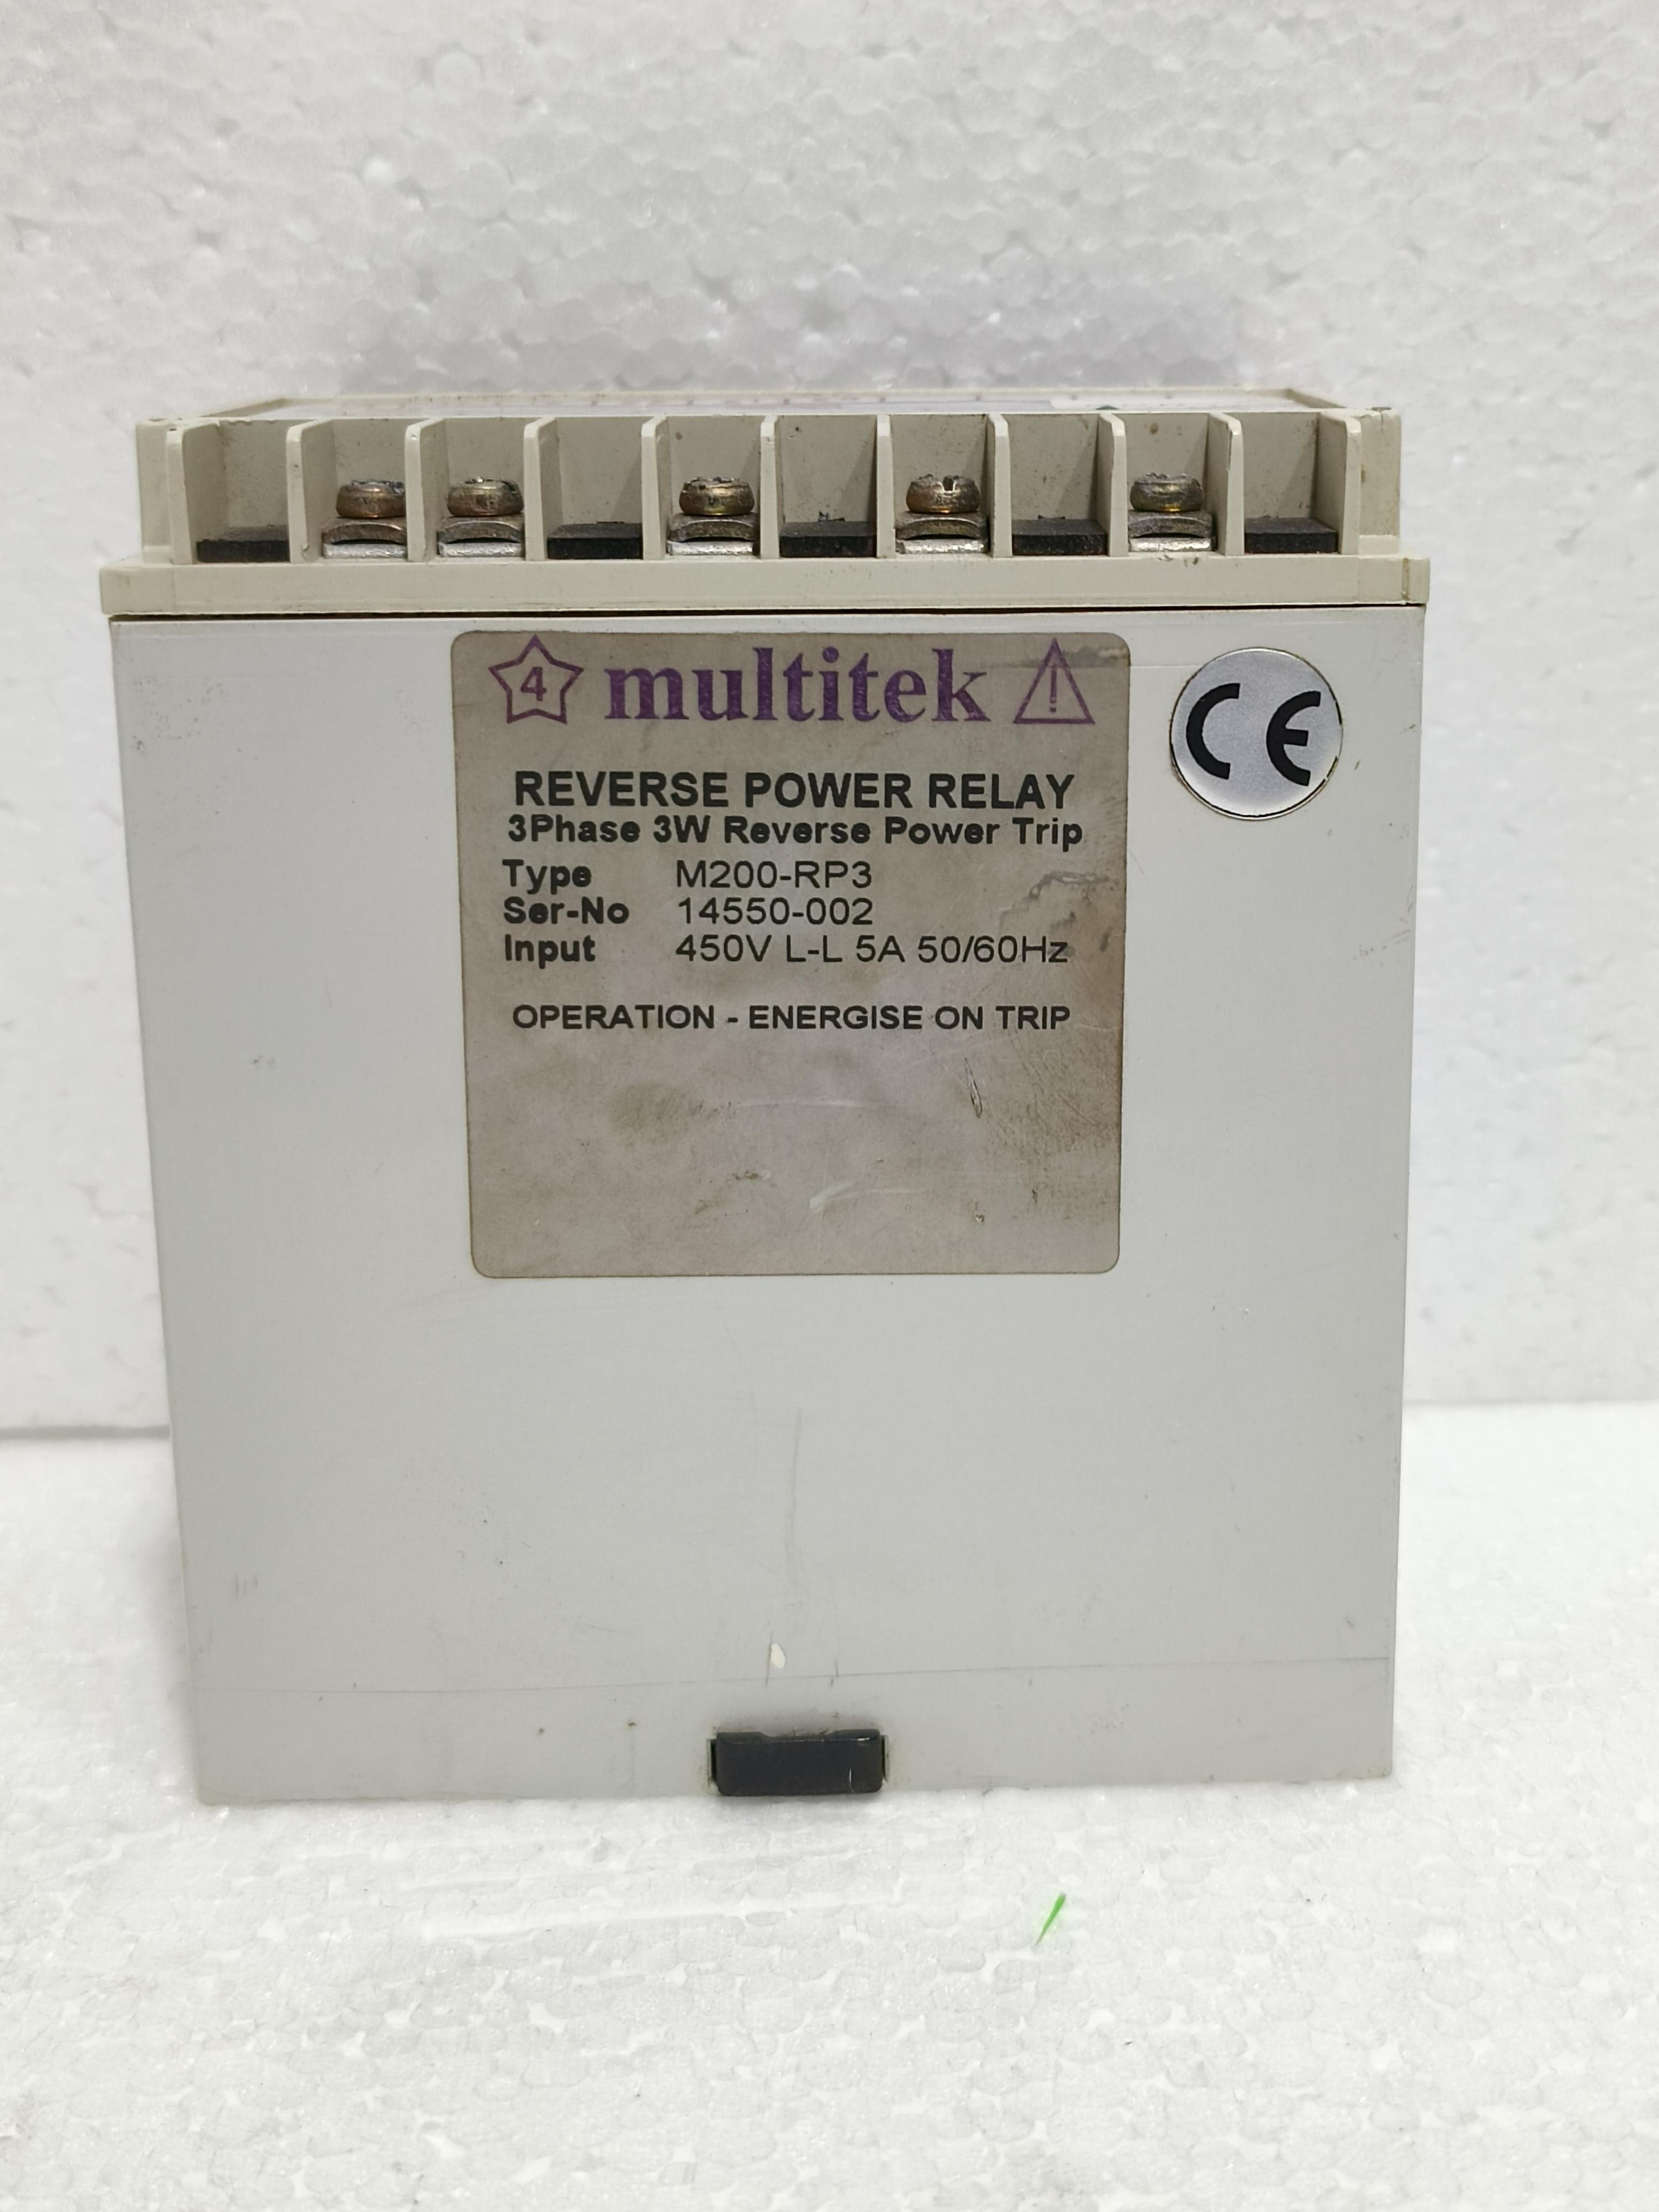 4 multitek !
CE
REVERSE POWER RELAY
3Phase 3W Reverse Power Trip
Type M200-RP3
Ser-No 14550-002
Input 450V L-L 5A 50/60Hz
OPERATION - ENERGISE ON TRIP